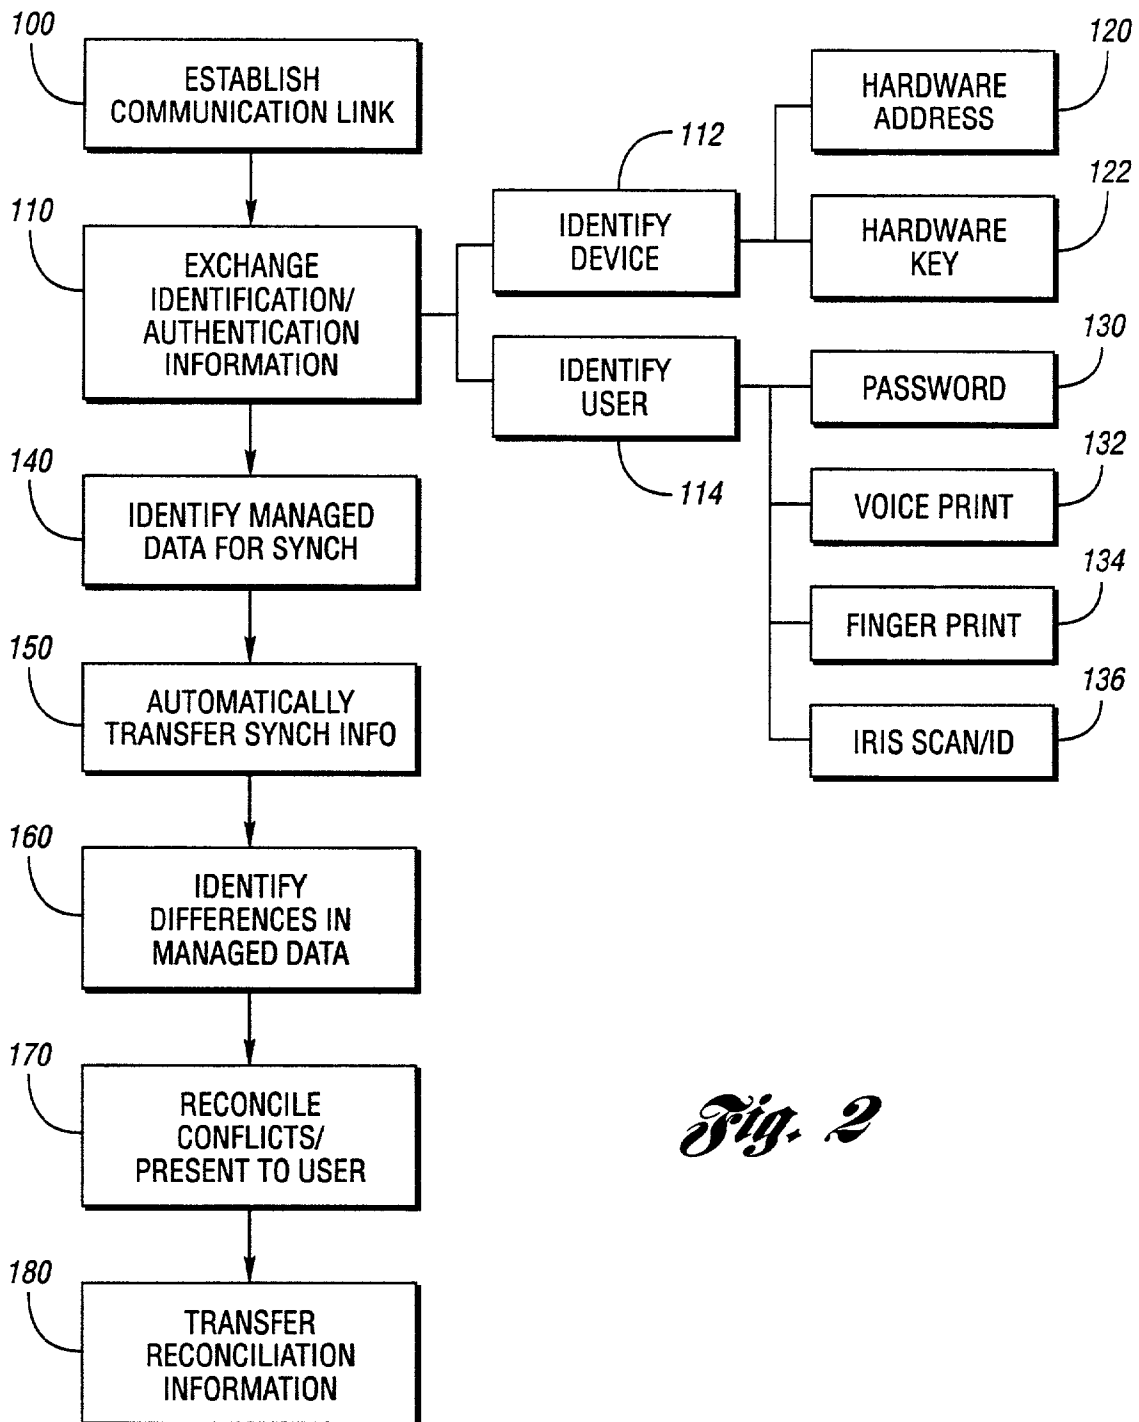 100
ESTABLISH
COMMUNICATION LINK
110
EXCHANGE
IDENTIFICATION/
AUTHENTICATION
INFORMATION
112
IDENTIFY
DEVICE
120
HARDWARE
ADDRESS
122
HARDWARE
KEY
IDENTIFY
USER
114
130
PASSWORD
132
VOICE PRINT
134
FINGER PRINT
136
IRIS SCAN/ID
140
IDENTIFY MANAGED
DATA FOR SYNCH
150
AUTOMATICALLY
TRANSFER SYNCH INFO
160
IDENTIFY
DIFFERENCES IN
MANAGED DATA
170
RECONCILE
CONFLICTS/
PRESENT TO USER
180
TRANSFER
RECONCILIATION
INFORMATION
Fig. 2